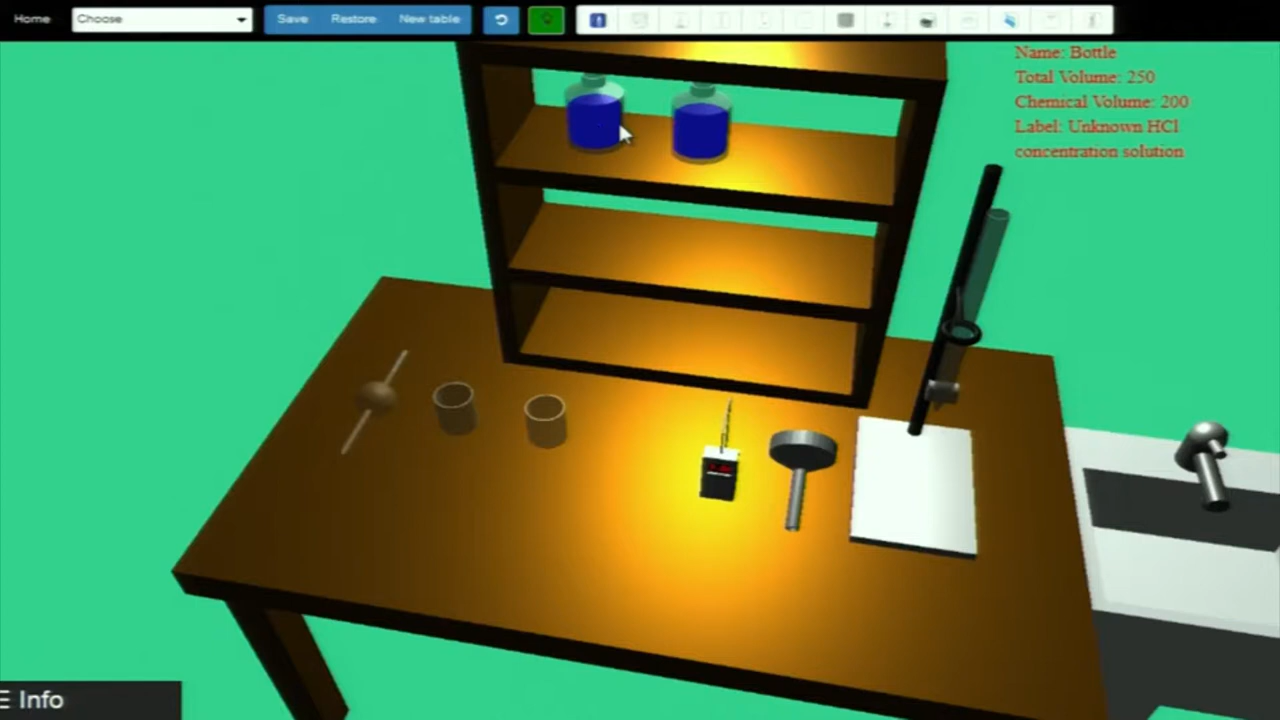 Home
Choose
Save
Restore
New table
Name: Bottle
Total Volume: 250
Chemical Volume: 200
Label: Unknown HCl
concentration solution
Info